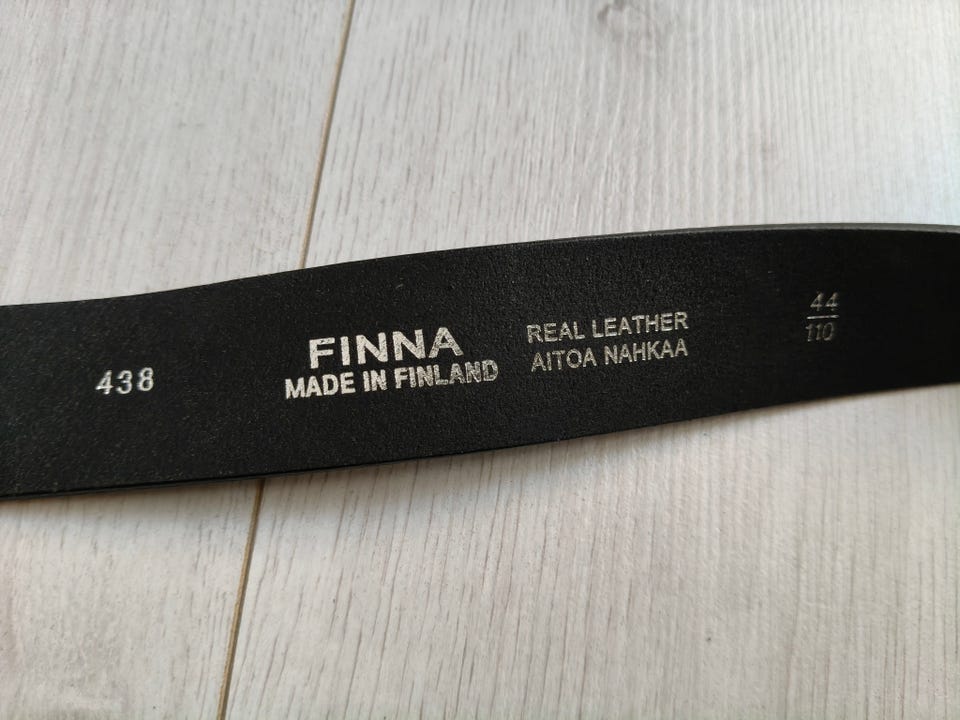 438
FINNA
MADE IN FINLAND
REAL LEATHER
AITOA NAHKAA
44
110